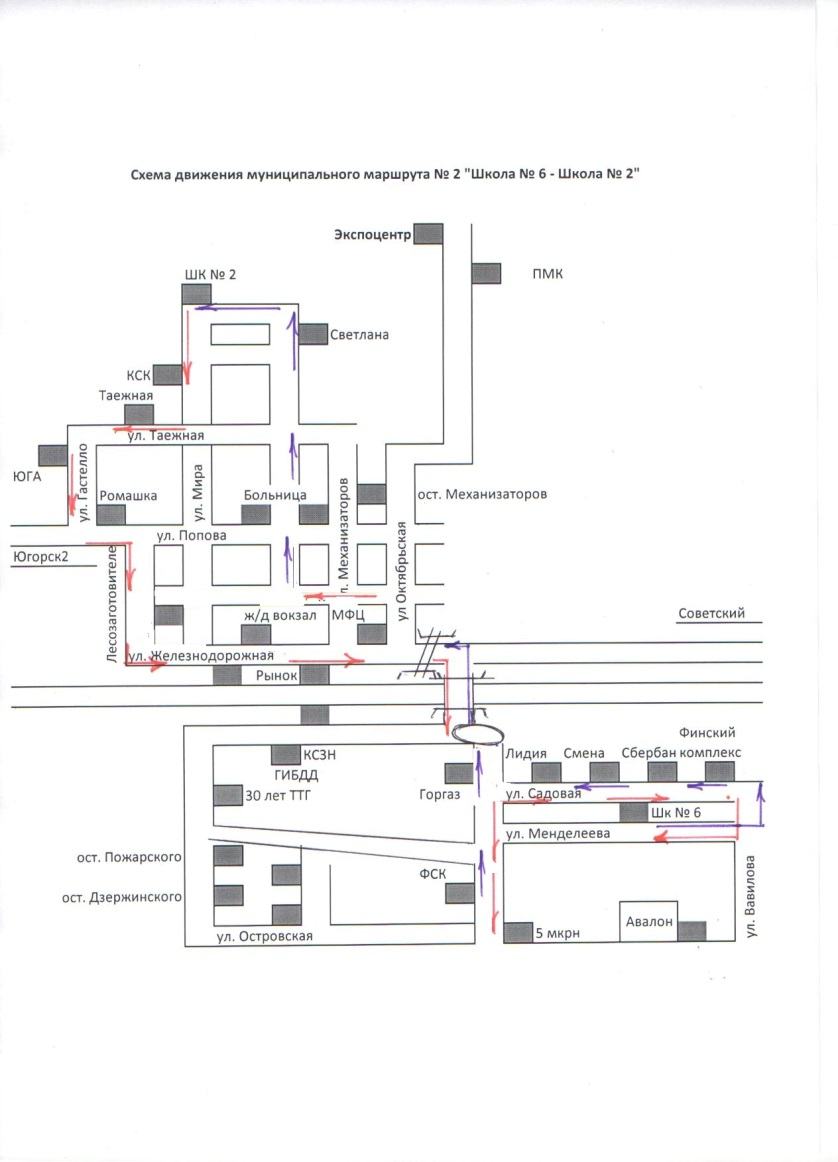 Схема движения муниципального маршрута № 2 "Школа № 6 - Школа № 2"
Экспоцентр
ПМК
ШК № 2
Светлана
КСК
Таежная
ул. Таежная
ЮГА
ул. Гастелло
Ромашка
ул. Мира
Больница
п. Механизаторов
ост. Механизаторов
ул. Попова
ул Октябрьская
Югорск2
Лесозаготовителе
ж/д вокзал
МФЦ
Советский
ул. Железнодорожная
Рынок
Финский
КСЗН
Лидия
Смена
Сбербан
комплекс
ГИБДД
30 лет ТТГ
Горгаз
ул. Садовая
Шк № 6
ул. Менделеева
ост. Пожарского
ФСК
ост. Дзержинского
ул. Вавилова
Авалон
ул. Островская
5 мкрн